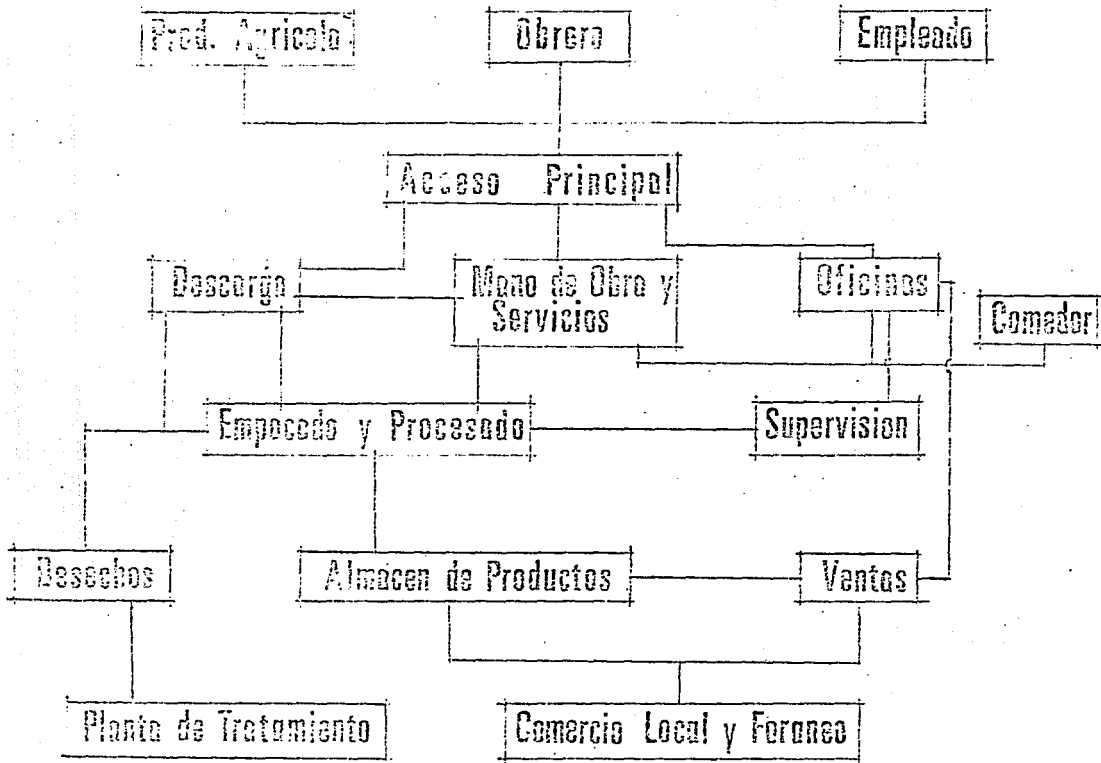 Prod. Agricola
Obrero
Empleado
Acceso Principal
Descarga
Mano de Obra y
Servicios
Oficinas
Comedor
Empacado y Procesado
Supervision
Desechos
Almacen de Productos
Ventas
Planta de Tratamiento
Comercio Local y Foraneo